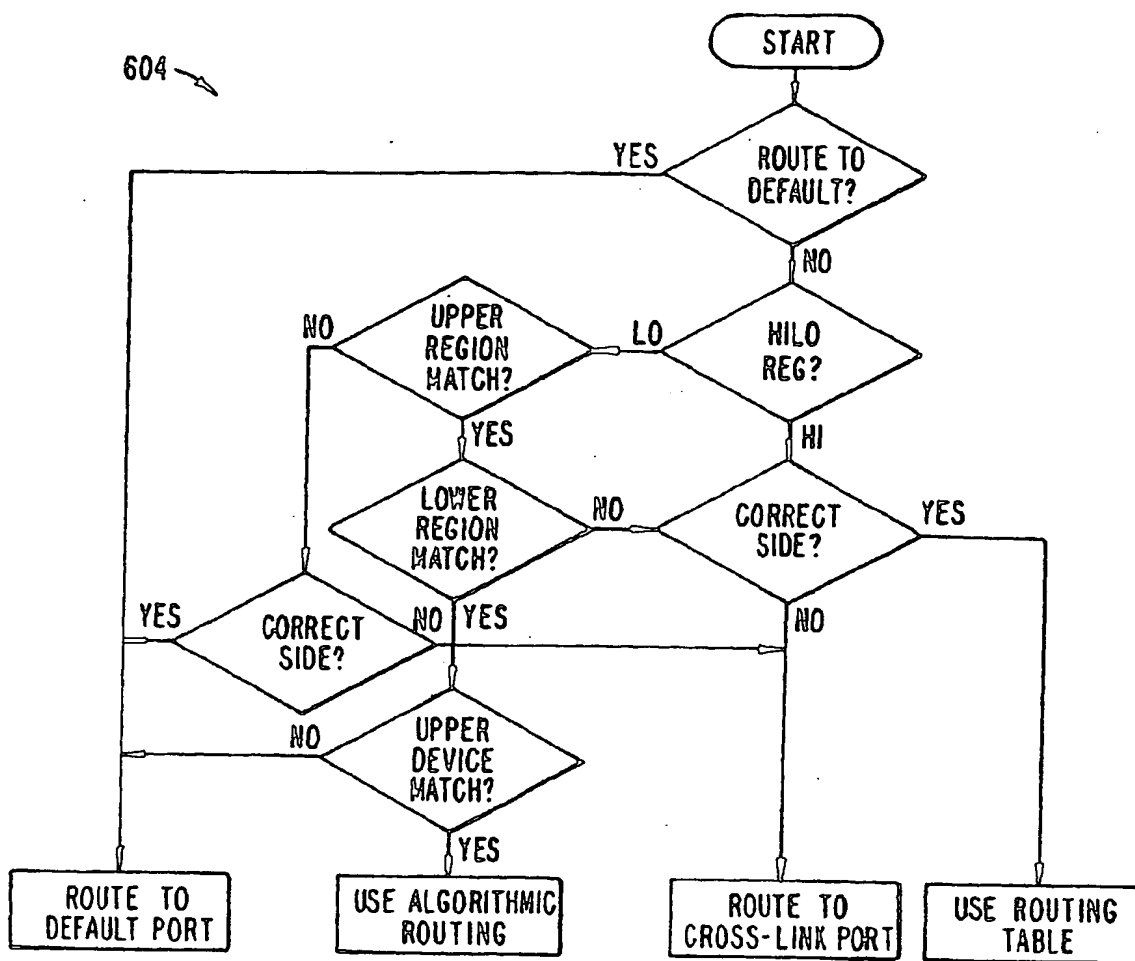 START
604
YES
ROUTE TO
DEFAULT?
NO
NO
UPPER
REGION
MATCH?
LO
HILO
REG?
YES
HI
LOWER
REGION
MATCH?
NO
CORRECT
SIDE?
YES
YES
CORRECT
SIDE?
NO
YES
NO
NO
UPPER
DEVICE
MATCH?
YES
ROUTE TO
DEFAULT PORT
USE ALGORITHMIC
ROUTING
ROUTE TO
CROSS-LINK PORT
USE ROUTING
TABLE